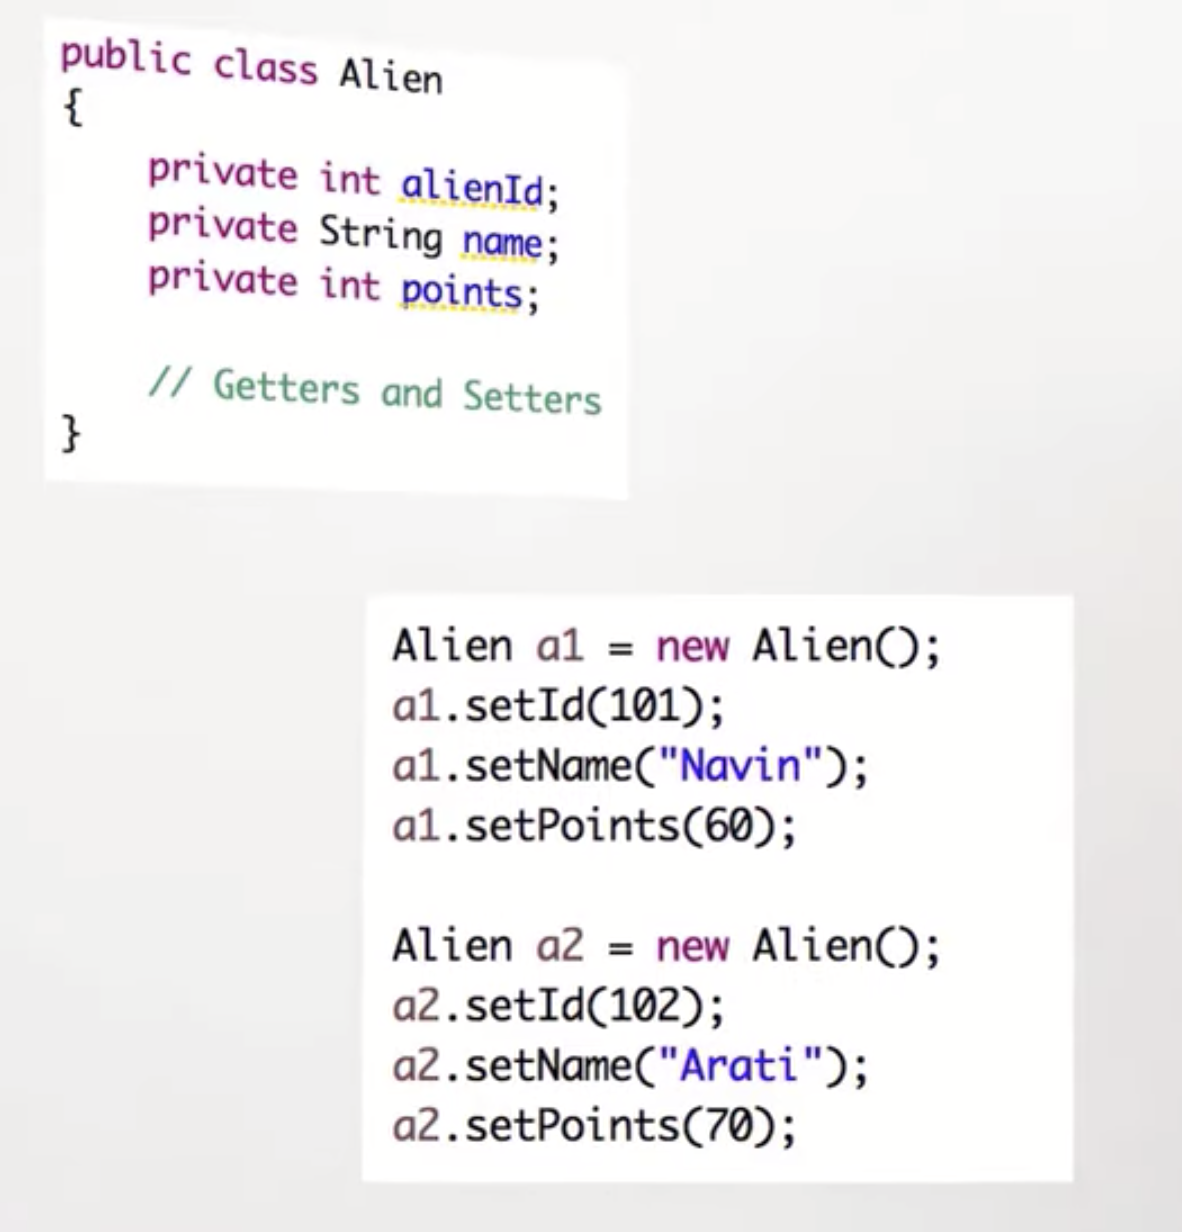 public class Alien
{
private int alienId;
private String name;
private int points;
// Getters and Setters
}
Alien a1 = new Alien();
a1.setId(101);
a1.setName("Navin");
a1.setPoints(60);
Alien a2 = new Alien();
a2.setId(102);
a2.setName("Arati");
a2.setPoints(70);